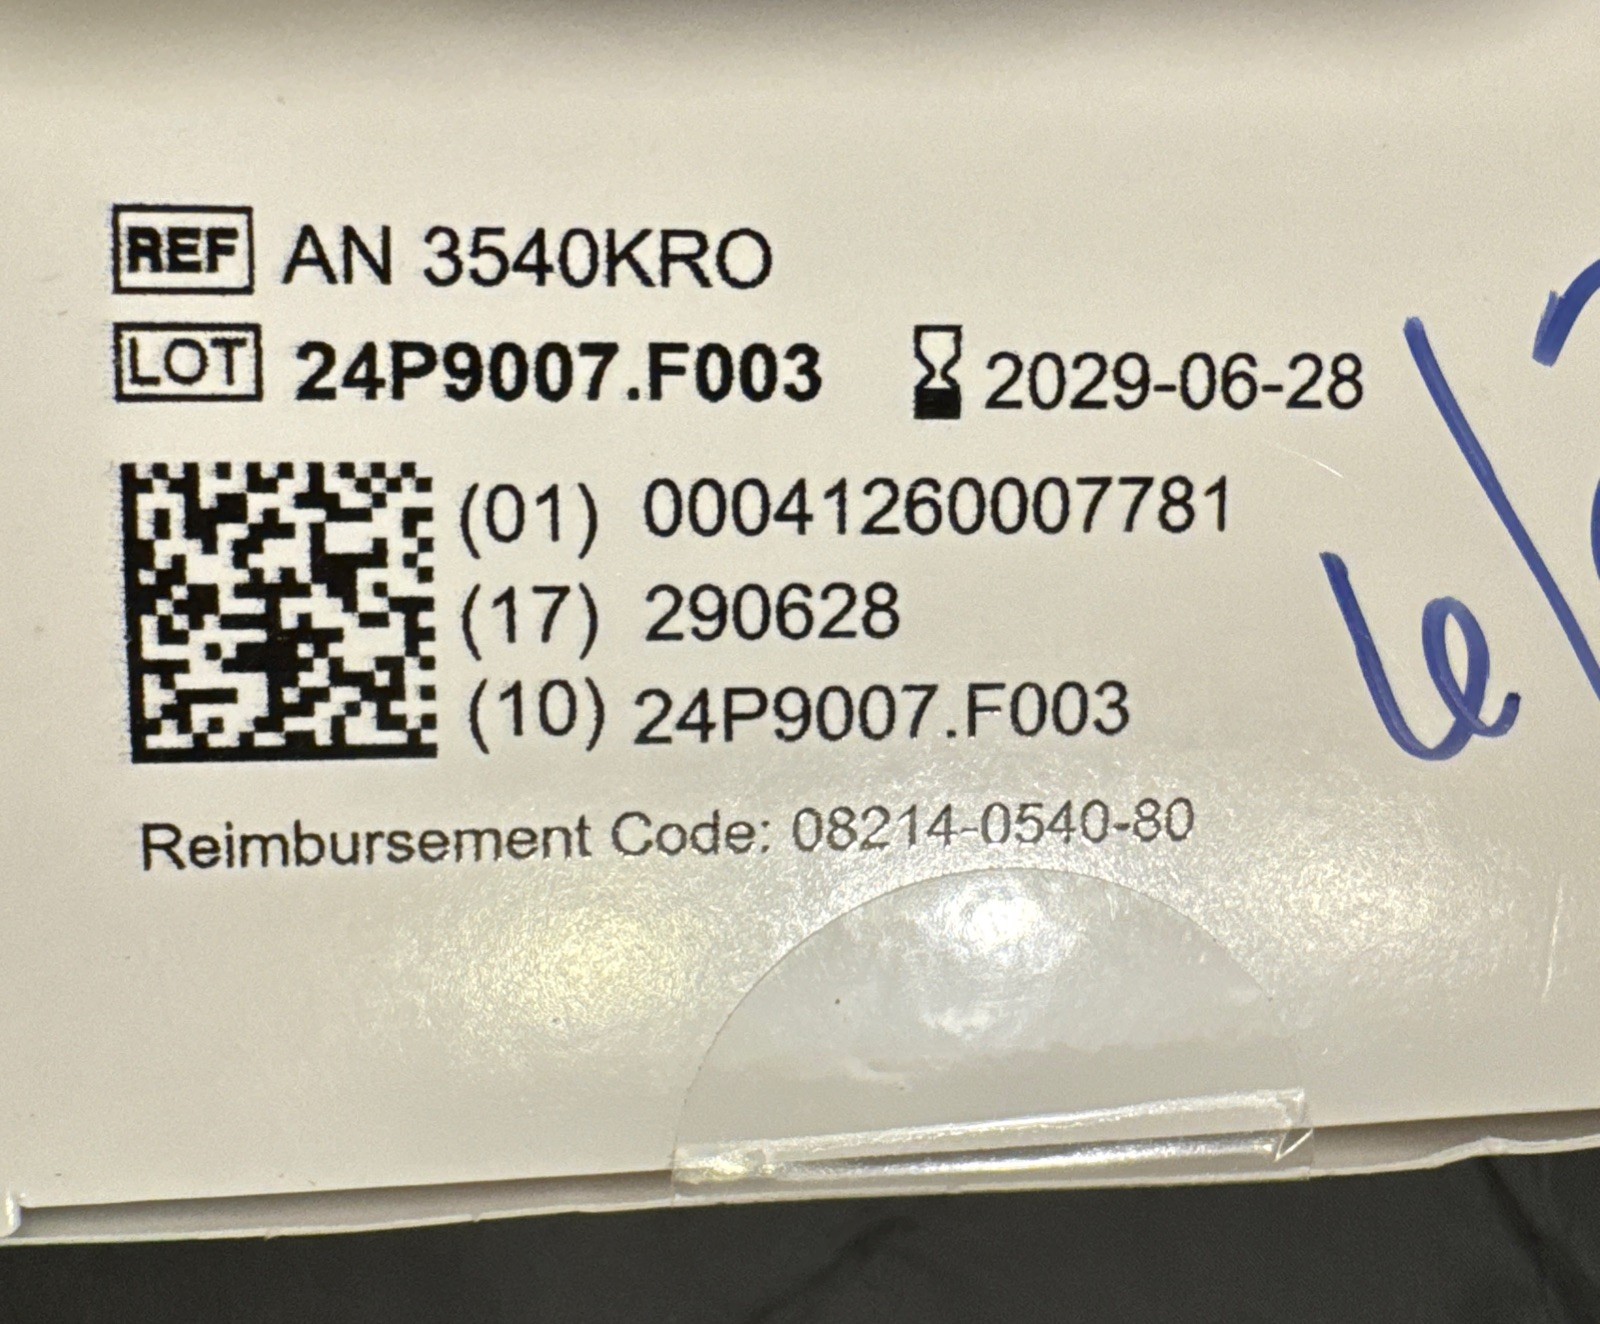 REF AN 3540KRO
LOT 24P9007.F003 2029-06-28
(01) 00041260007781
(17) 290628
(10) 24P9007.F003
Reimbursement Code: 08214-0540-80
6/